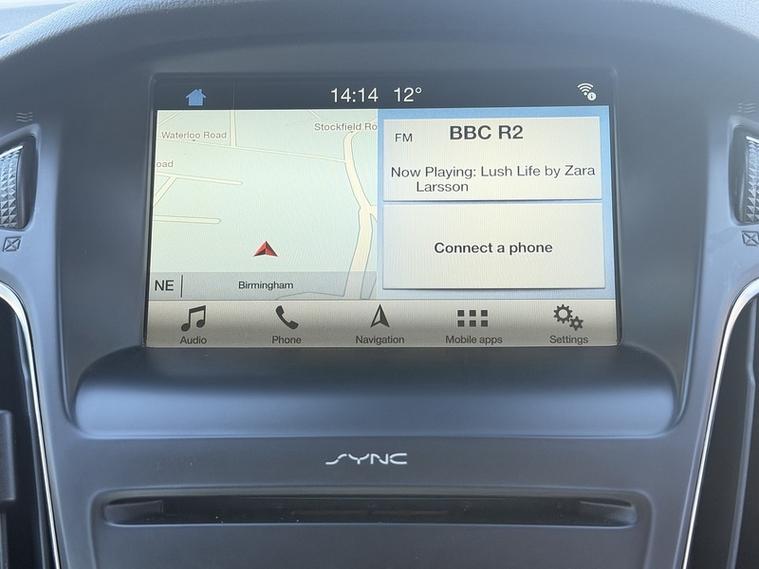 14:14 12°
Waterloo Road
Stockfield Ro
oad
NE
Birmingham
FM
BBC R2
Now Playing: Lush Life by Zara
Larsson
Connect a phone
Audio
Phone
Navigation
Mobile apps
Settings
SYNC